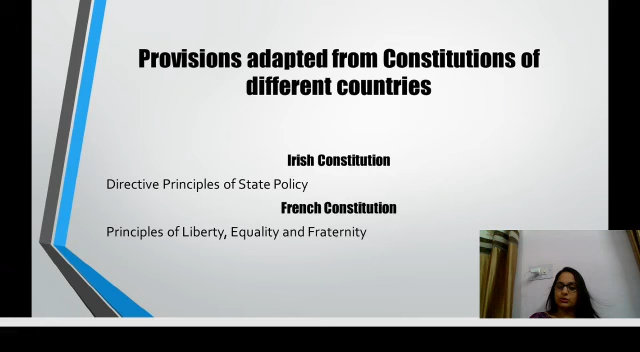 Provisions adapted from Constitutions of
different countries
Irish Constitution
Directive Principles of State Policy
French Constitution
Principles of Liberty, Equality and Fraternity